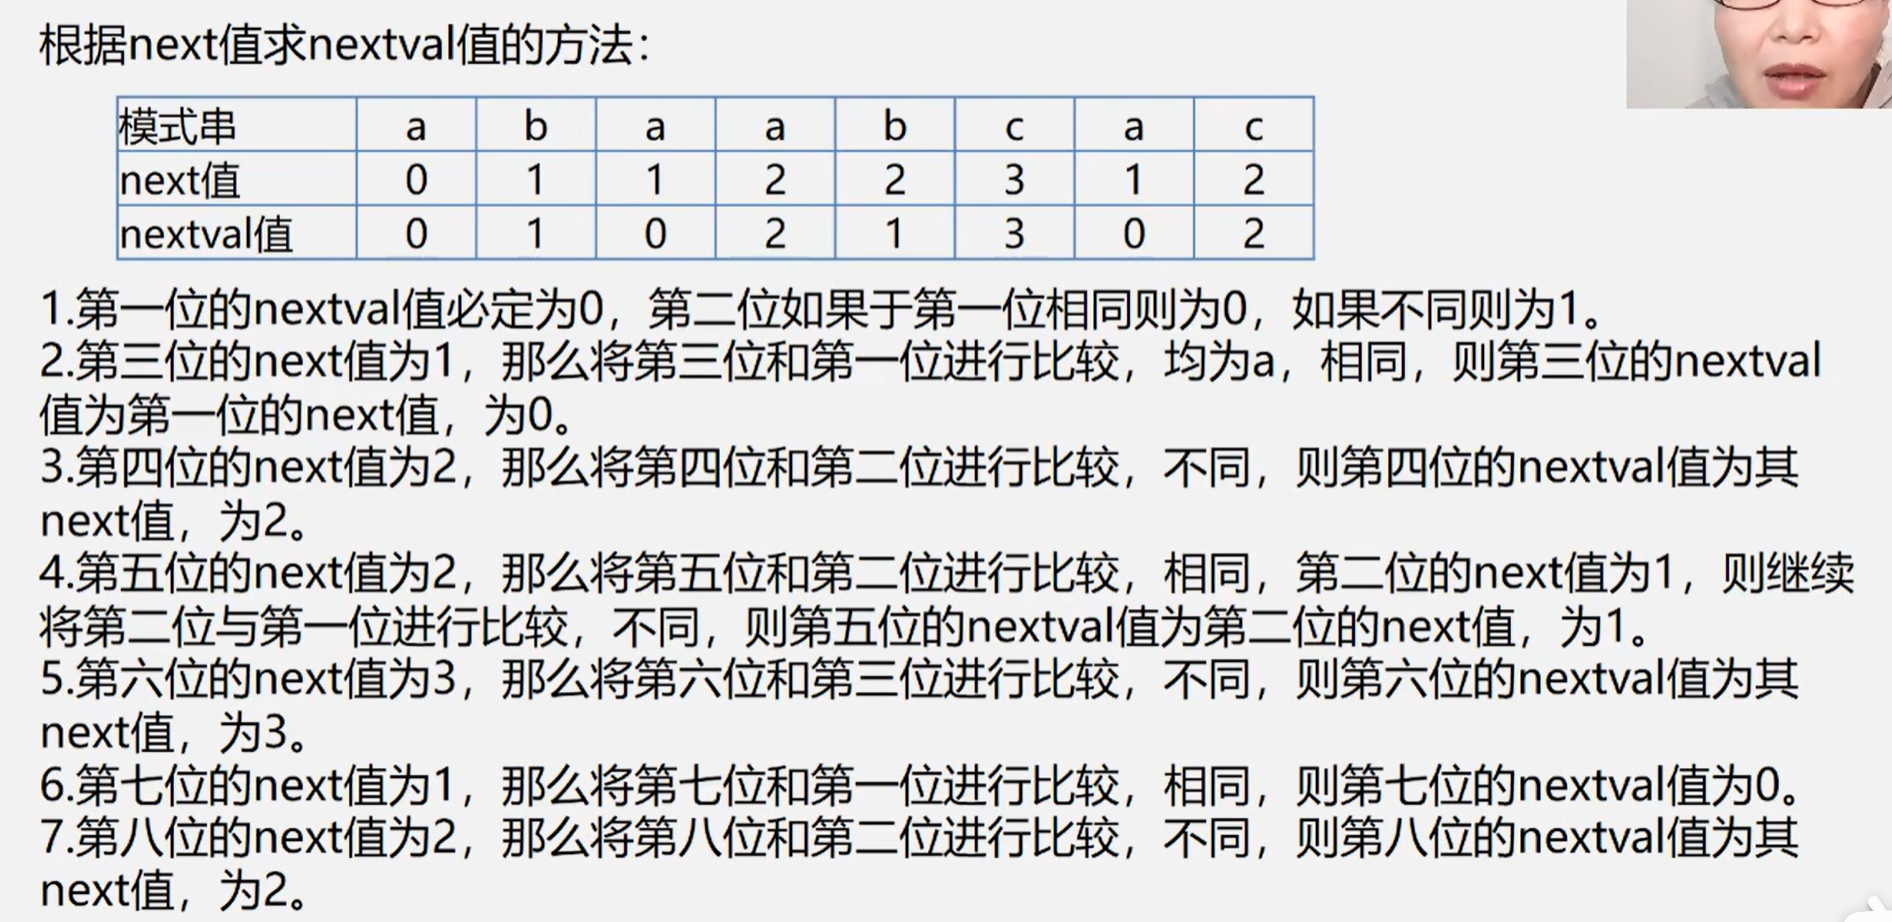 根据next值求nextval值的方法：
模式串 a b a a b c a c
next值 0 1 1 2 2 3 1 2
nextval值 0 1 0 2 1 3 0 2
1.第一位的nextval值必定为0，第二位如果于第一位相同则为0，如果不同则为1。
2.第三位的next值为1，那么将第三位和第一位进行比较，均为a，相同，则第三位的nextval
值为第一位的next值，为0。
3.第四位的next值为2，那么将第四位和第二位进行比较，不同，则第四位的nextval值为其
next值，为2。
4.第五位的next值为2，那么将第五位和第二位进行比较，相同，第二位的next值为1，则继续
将第二位与第一位进行比较，不同，则第五位的nextval值为第二位的next值，为1。
5.第六位的next值为3，那么将第六位和第三位进行比较，不同，则第六位的nextval值为其
next值，为3。
6.第七位的next值为1，那么将第七位和第一位进行比较，相同，则第七位的nextval值为0。
7.第八位的next值为2，那么将第八位和第二位进行比较，不同，则第八位的nextval值为其
next值，为2。